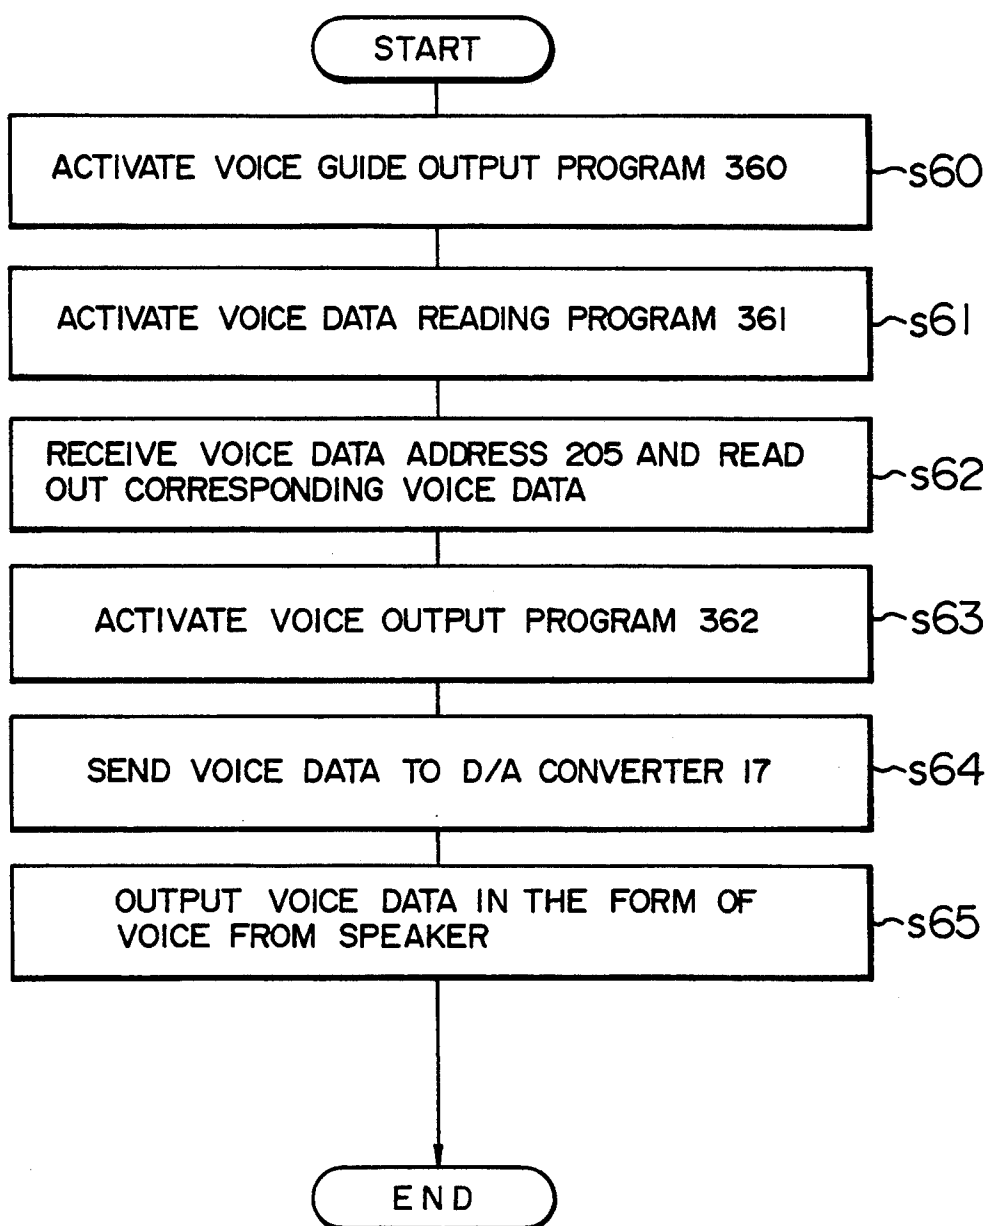 START
ACTIVATE VOICE GUIDE OUTPUT PROGRAM 360
s60
ACTIVATE VOICE DATA READING PROGRAM 361
s61
RECEIVE VOICE DATA ADDRESS 205 AND READ
OUT CORRESPONDING VOICE DATA
s62
ACTIVATE VOICE OUTPUT PROGRAM 362
s63
SEND VOICE DATA TO D/A CONVERTER 17
s64
OUTPUT VOICE DATA IN THE FORM OF
VOICE FROM SPEAKER
s65
END